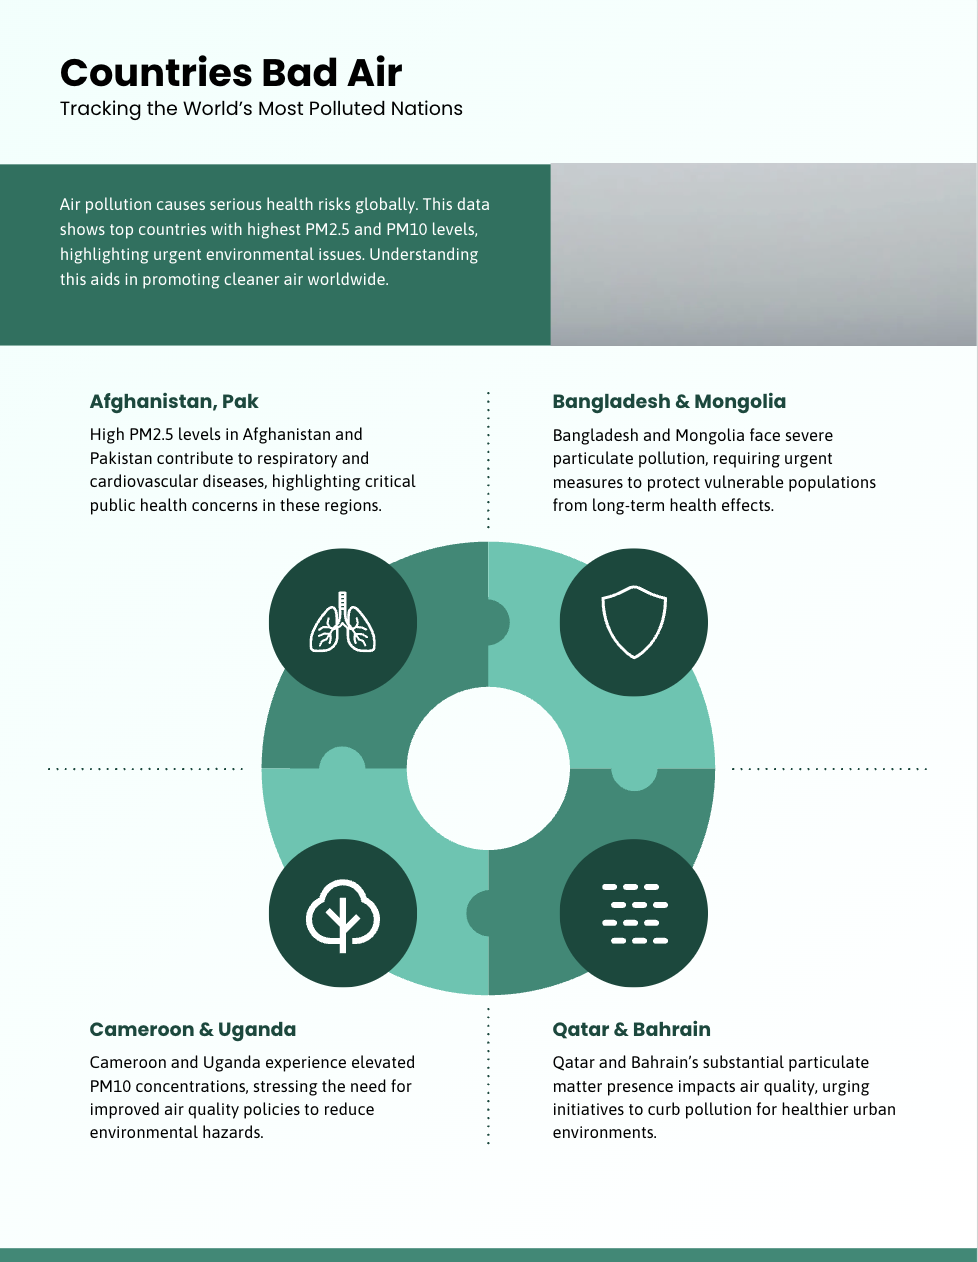 Countries Bad Air
Tracking the World's Most Polluted Nations
Air pollution causes serious health risks globally. This data
shows top countries with highest PM2.5 and PM10 levels,
highlighting urgent environmental issues. Understanding
this aids in promoting cleaner air worldwide.
Afghanistan, Pak
High PM2.5 levels in Afghanistan and
Pakistan contribute to respiratory and
cardiovascular diseases, highlighting critical
public health concerns in these regions.
Bangladesh & Mongolia
Bangladesh and Mongolia face severe
particulate pollution, requiring urgent
measures to protect vulnerable populations
from long-term health effects.
Cameroon & Uganda
Cameroon and Uganda experience elevated
PM10 concentrations, stressing the need for
improved air quality policies to reduce
environmental hazards.
Qatar & Bahrain
Qatar and Bahrain's substantial particulate
matter presence impacts air quality, urging
initiatives to curb pollution for healthier urban
environments.